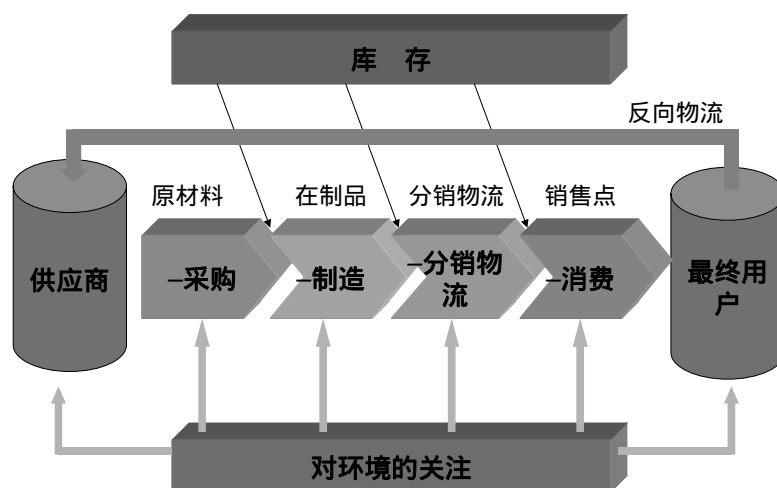 库 存
反向物流
原材料
在制品
分销物流
销售点
供应商
–采购
–制造
–分销物
流
–消费
最终用
户
对环境的关注